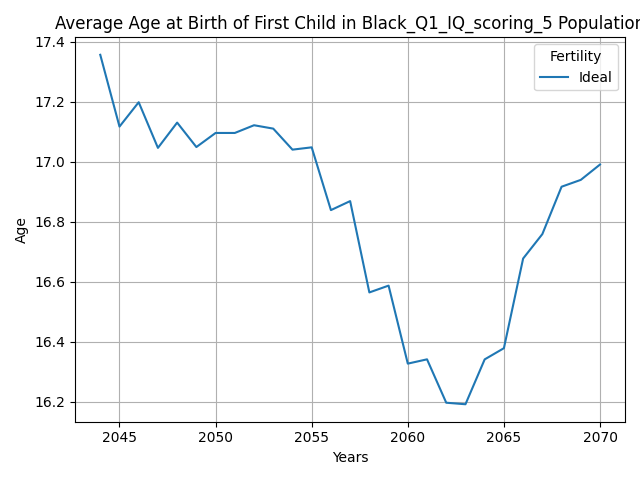 Average Age at Birth of First Child in Black_Q1_IQ_scoring_5 Population
17.4
17.2
17.0
16.8
16.6
16.4
16.2
Age
Fertility
Ideal
2045 2050 2055 2060 2065 2070
Years